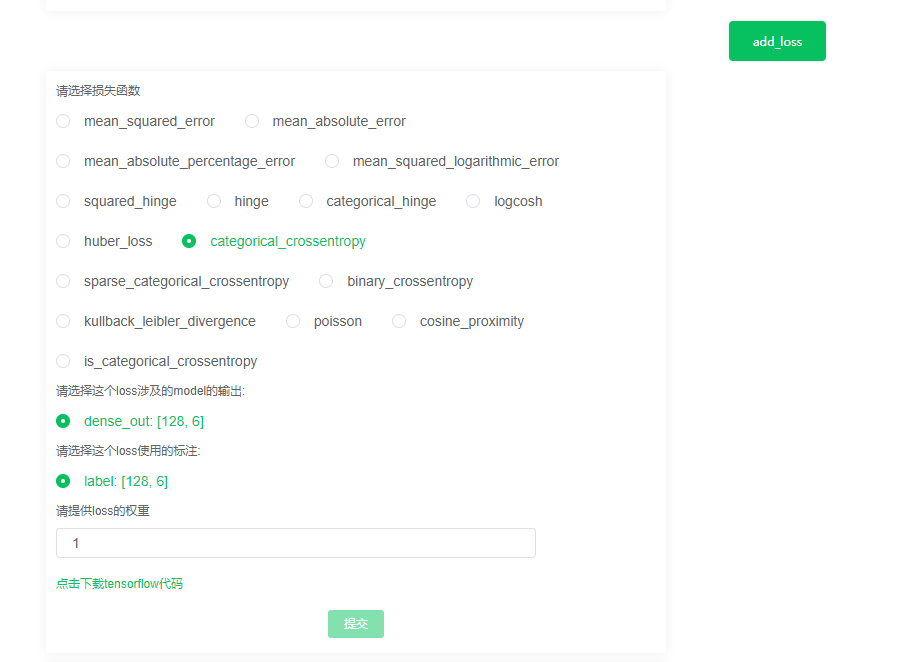 add_loss
请选择损失函数
mean_squared_error mean_absolute_error
mean_absolute_percentage_error mean_squared_logarithmic_error
squared_hinge hinge categorical_hinge logcosh
huber_loss categorical_crossentropy
sparse_categorical_crossentropy binary_crossentropy
kullback_leibler_divergence poisson cosine_proximity
is_categorical_crossentropy
请选择这个loss涉及的model的输出:
dense_out: [128, 6]
请选择这个loss使用的标注:
label: [128, 6]
请提供loss的权重
1
点击下载tensorflow代码
提交